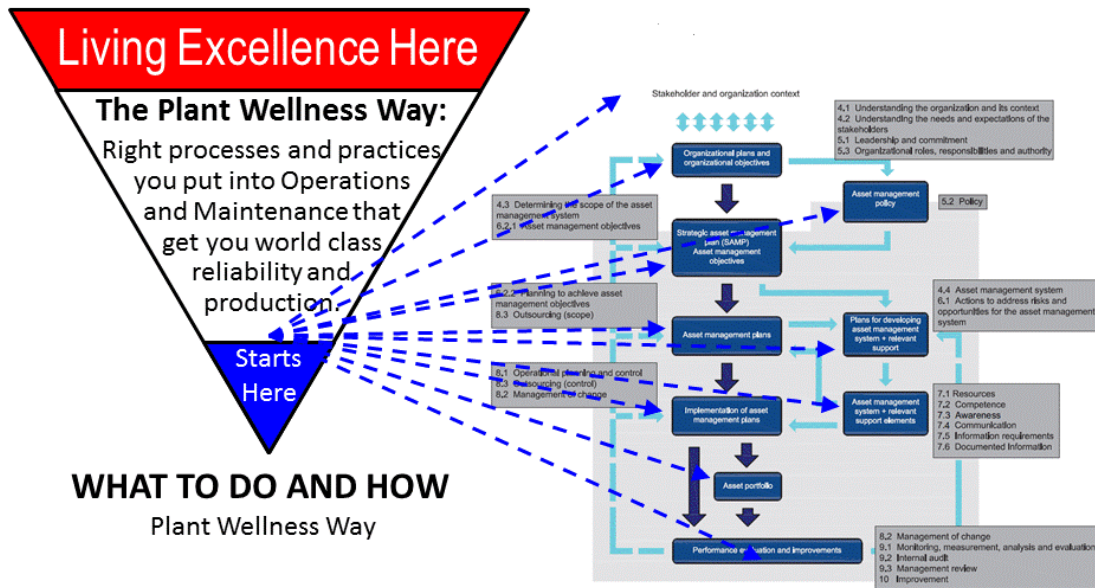 Living Excellence Here
The Plant Wellness Way:
Right processes and practices
you put into Operations
and Maintenance that
get you world class
reliability and
production.
Starts
Here
WHAT TO DO AND HOW
Plant Wellness Way
Stakeholder and organization context
4.1 Understanding the organization and its context
4.2 Understanding the needs and expectations of the
stakeholders
5.1 Leadership and commitment
5.3 Organizational roles, responsibilities and authority
Organizational plans and
organizational objectives
Asset management
policy
5.2 Policy
4.3 Determining the scope of the asset
management system
6.2.1 Asset management objectives
Strategic asset management
plan (SAMP)
Asset management
objectives
6.2.2 Planning to achieve asset
management objectives
8.3 Outsourcing (scope)
4.4 Asset management system
6.1 Actions to address risks and
opportunities for the asset management
system
Asset management plans
Plans for developing
asset management
system + relevant
support
8.1 Operational planning and control
8.3 Outsourcing (control)
8.2 Management of change
Implementation of asset
management plans
Asset management
system + relevant
support elements
7.1 Resources
7.2 Competence
7.3 Awareness
7.4 Communication
7.5 Information requirements
7.6 Documented Information
Asset portfolio
Performance evaluation and improvements
8.2 Management of change
9.1 Monitoring, measurement, analysis and evaluation
9.2 Internal audit
9.3 Management review
10 Improvement